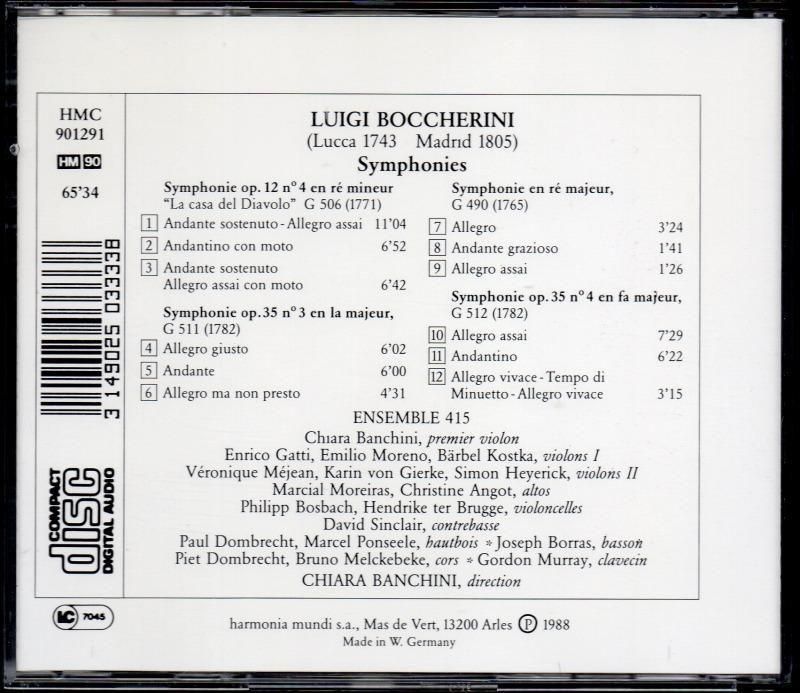 HMC
901291
HM 90
65'34
3 149025 033338
COMPACT
disc
DIGITAL AUDIO
LUIGI BOCCHERINI
(Lucca 1743 Madrid 1805)
Symphonies
Symphonie op. 12 nº 4 en ré mineur
“La casa del Diavolo” G 506 (1771)
1 Andante sostenuto - Allegro assai 11'04
2 Andantino con moto 6'52
3 Andante sostenuto
Allegro assai con moto 6'42
Symphonie op. 35 nº 3 en la majeur,
G 511 (1782)
4 Allegro giusto 6'02
5 Andante 6'00
6 Allegro ma non presto 4'31
Symphonie en ré majeur,
G 490 (1765)
7 Allegro 3'24
8 Andante grazioso 1'41
9 Allegro assai 1'26
Symphonie op. 35 nº 4 en fa majeur,
G 512 (1782)
10 Allegro assai 7'29
11 Andantino 6'22
12 Allegro vivace - Tempo di
Minuetto - Allegro vivace 3'15
ENSEMBLE 415
Chiara Banchini, premier violon
Enrico Gatti, Emilio Moreno, Bärbel Kostka, violons I
Véronique Méjean, Karin von Gierke, Simon Heyerick, violons II
Marcial Moreiras, Christine Angot, altos
Philipp Bosbach, Hendrike ter Brugge, violoncelles
David Sinclair, contrebasse
Paul Dombrecht, Marcel Ponseele, hautbois * Joseph Borras, basson
Piet Dombrecht, Bruno Melckebeke, cors * Gordon Murray, clavecin
CHIARA BANCHINI, direction
LC 7045
harmonia mundi s.a., Mas de Vert, 13200 Arles Ⓟ 1988
Made in W. Germany